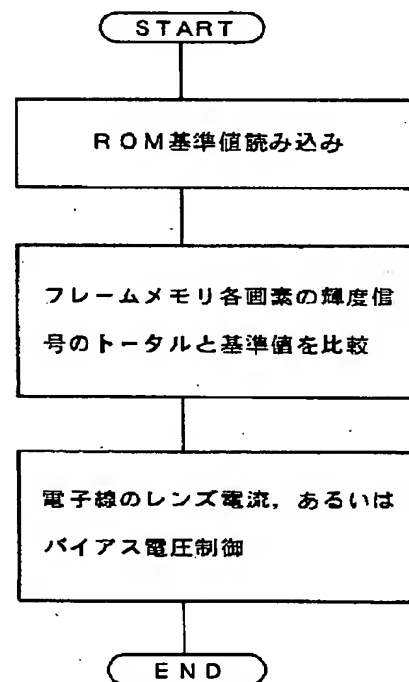 START
ROM基準値読み込み
フレームメモリ各画素の輝度信
号のトータルと基準値を比較
電子線のレンズ電流，あるいは
バイアス電圧制御
END